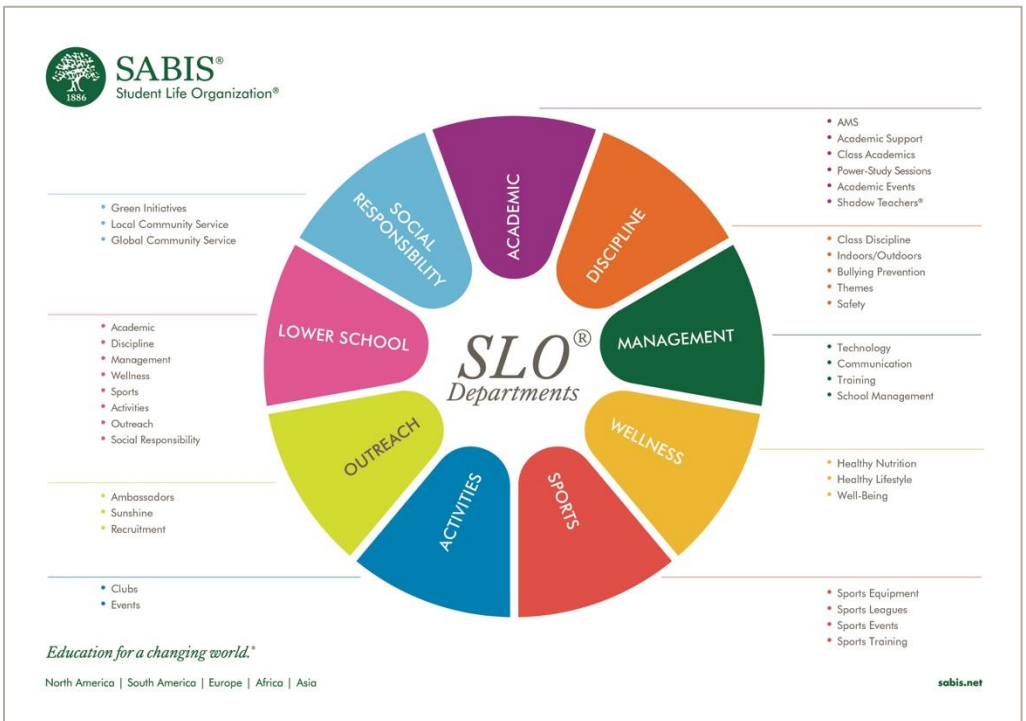 SABIS®
Student Life Organization®
1886
ACADEMIC
DISCIPLINE
MANAGEMENT
WELLNESS
SPORTS
ACTIVITIES
OUTREACH
LOWER SCHOOL
SOCIAL
RESPONSIBILITY
SLO®
Departments
• AMS
• Academic Support
• Class Academics
• Power-Study Sessions
• Academic Events
• Shadow Teachers®
• Class Discipline
• Indoors/Outdoors
• Bullying Prevention
• Themes
• Safety
• Technology
• Communication
• Training
• School Management
• Healthy Nutrition
• Healthy Lifestyle
• Well-Being
• Sports Equipment
• Sports Leagues
• Sports Events
• Sports Training
• Green Initiatives
• Local Community Service
• Global Community Service
• Academic
• Discipline
• Management
• Wellness
• Sports
• Activities
• Outreach
• Social Responsibility
• Ambassadors
• Sunshine
• Recruitment
• Clubs
• Events
Education for a changing world.®
North America | South America | Europe | Africa | Asia
sabis.net